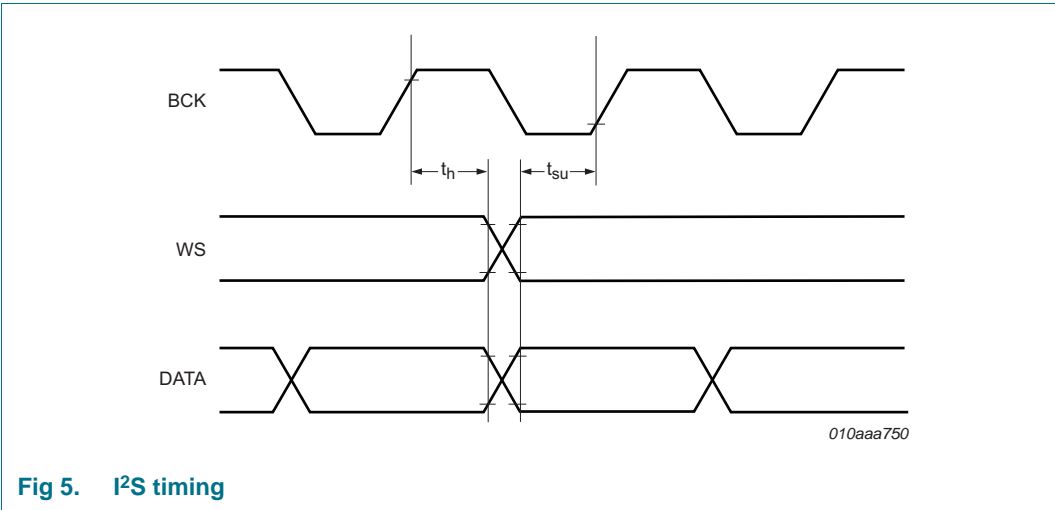 BCK
th tsu
WS
DATA
010aaa750
Fig 5. I²S timing